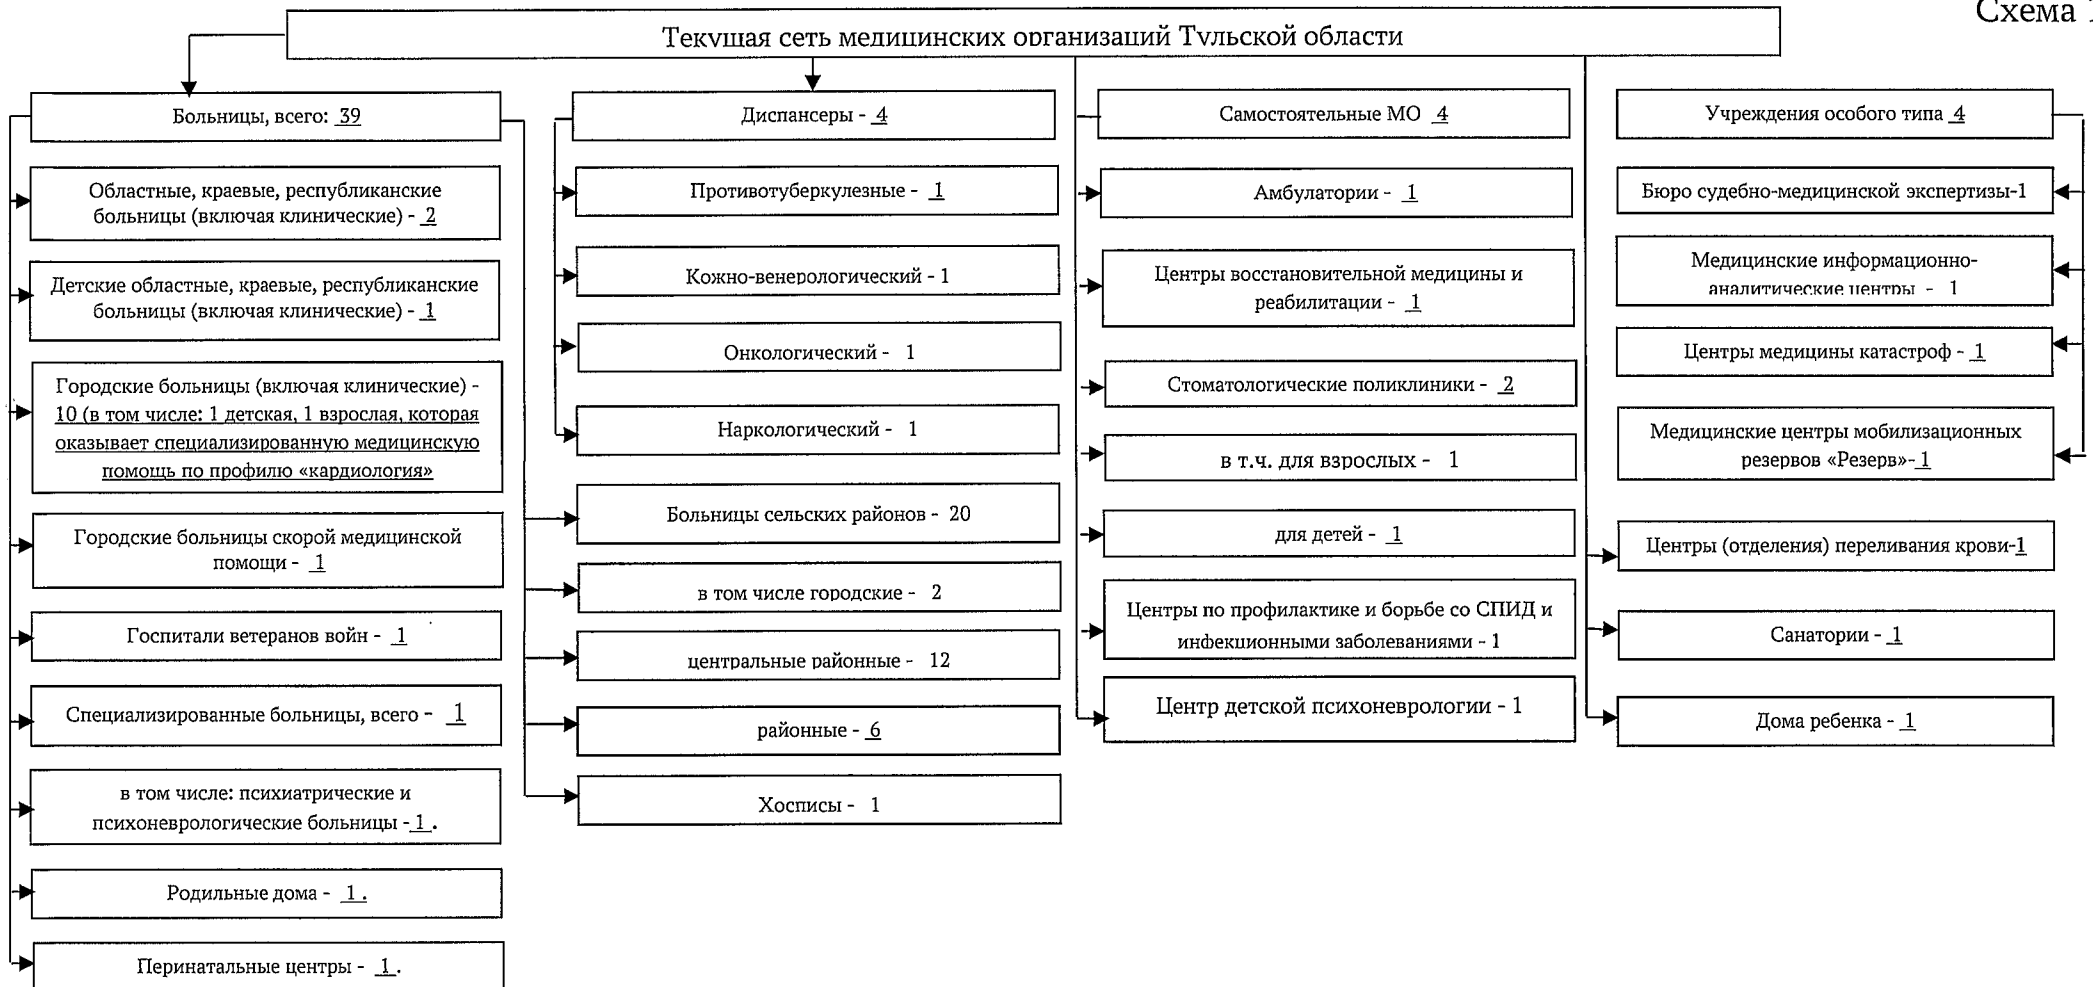 Схема 1
Текущая сеть медицинских организаций Тульской области
Больницы, всего: 39
Областные, краевые, республиканские
больницы (включая клинические) - 2
Детские областные, краевые, республиканские
больницы (включая клинические) - 1
Городские больницы (включая клинические) -
10 (в том числе: 1 детская, 1 взрослая, которая
оказывает специализированную медицинскую
помощь по профилю «кардиология»
Городские больницы скорой медицинской
помощи - 1
Госпитали ветеранов войн - 1
Специализированные больницы, всего - 1
в том числе: психиатрические и
психоневрологические больницы - 1 .
Родильные дома - 1 .
Перинатальные центры - 1 .
Диспансеры - 4
Противотуберкулезные - 1
Кожно-венерологический - 1
Онкологический - 1
Наркологический - 1
Больницы сельских районов - 20
в том числе городские - 2
центральные районные - 12
районные - 6
Хосписы - 1
Самостоятельные МО 4
Амбулатории - 1
Центры восстановительной медицины и
реабилитации - 1
Стоматологические поликлиники - 2
в т.ч. для взрослых - 1
для детей - 1
Центры по профилактике и борьбе со СПИД и
инфекционными заболеваниями - 1
Центр детской психоневрологии - 1
Учреждения особого типа 4
Бюро судебно-медицинской экспертизы-1
Медицинские информационно-
аналитические центры - 1
Центры медицины катастроф - 1
Медицинские центры мобилизационных
резервов «Резерв»- 1
Центры (отделения) переливания крови-1
Санатории - 1
Дома ребенка - 1